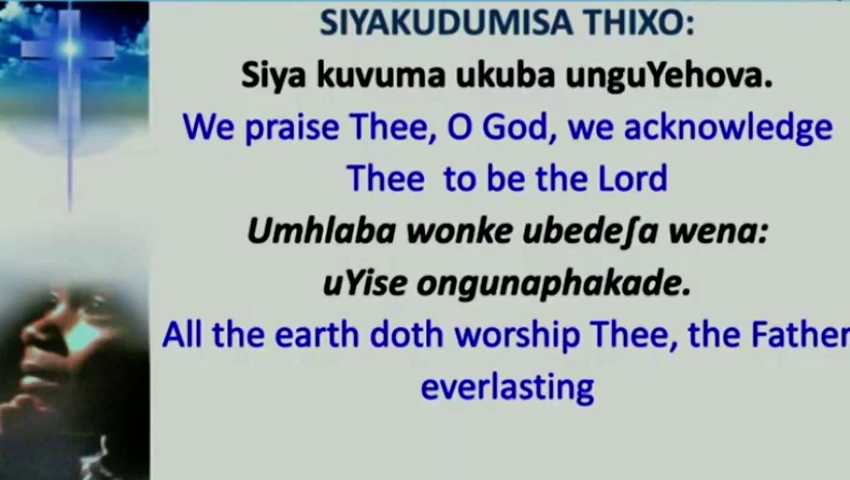 SIYAKUDUMISA THIXO:
Siya kuvuma ukuba unguYehova.
We praise Thee, O God, we acknowledge
Thee to be the Lord
Umhlaba wonke ubedeʃa wena:
uYise ongunaphakade.
All the earth doth worship Thee, the Father
everlasting